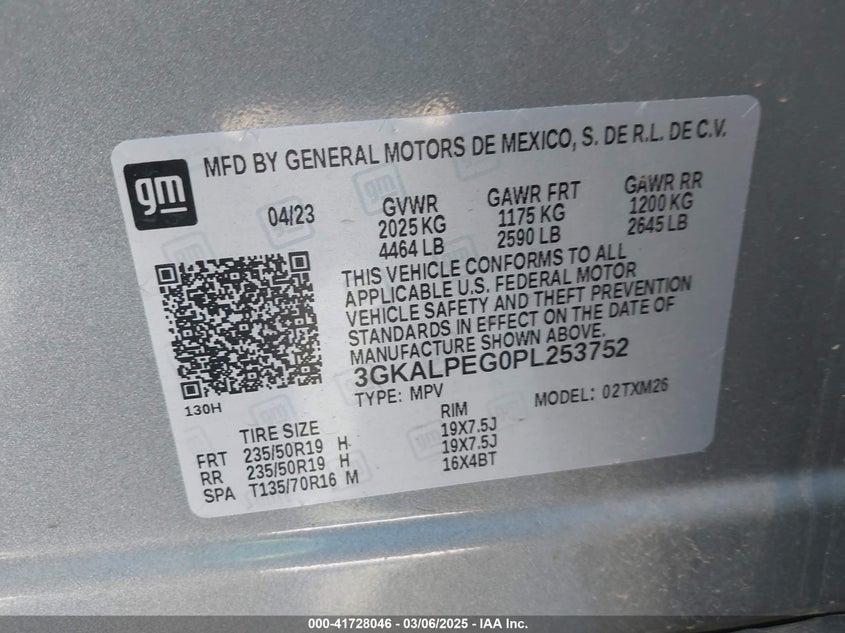 gm
MFD BY GENERAL MOTORS DE MEXICO, S. DE R.L. DE C.V.
04/23 GVWR GAWR FRT GAWR RR
2025 KG 1175 KG 1200 KG
4464 LB 2590 LB 2645 LB
THIS VEHICLE CONFORMS TO ALL
APPLICABLE U.S. FEDERAL MOTOR
VEHICLE SAFETY AND THEFT PREVENTION
STANDARDS IN EFFECT ON THE DATE OF
MANUFACTURE SHOWN ABOVE.
3GKALPEG0PL253752
130H
TYPE: MPV MODEL: 02TXM26
TIRE SIZE RIM
FRT 235/50R19 H 19X7.5J
RR 235/50R19 H 19X7.5J
SPA T135/70R16 M 16X4BT
000-41728046 - 03/06/2025 - IAA Inc.